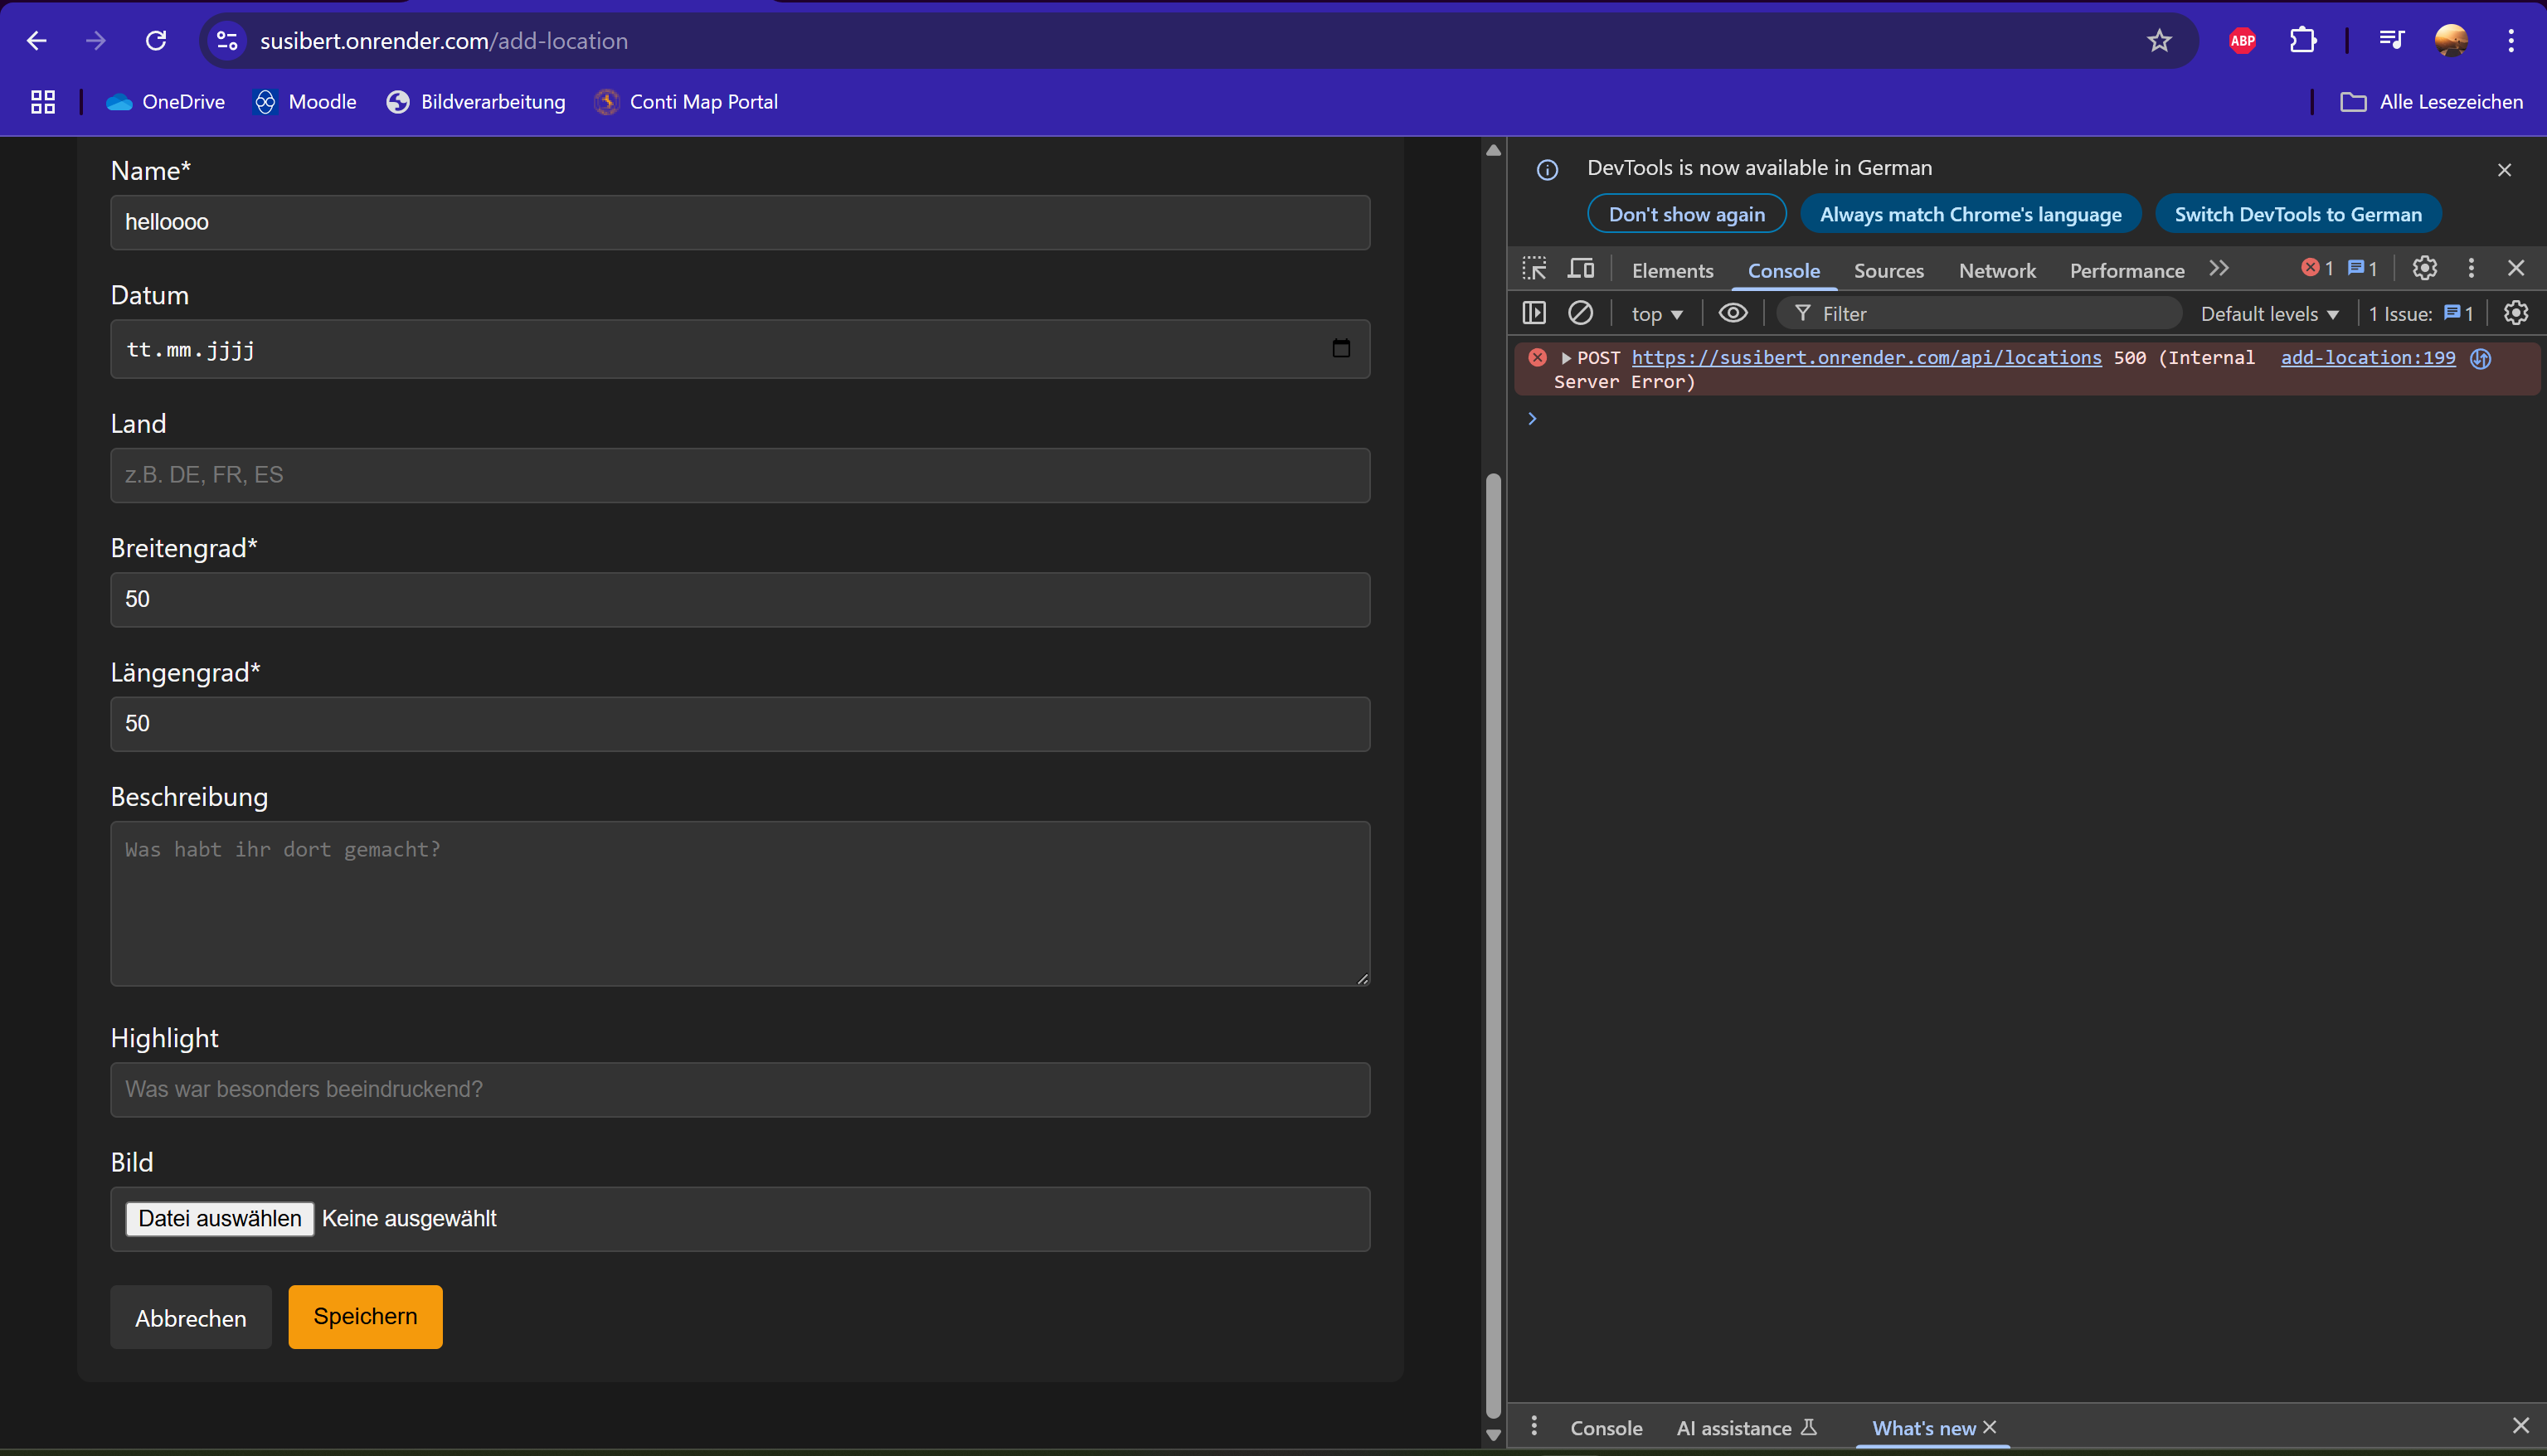 susibert.onrender.com/add-location
ABP
OneDrive
Moodle
Bildverarbeitung
Conti Map Portal
Alle Lesezeichen
Name*
helloooo
Datum
tt.mm.jjjj
Land
z.B. DE, FR, ES
Breitengrad*
50
Längengrad*
50
Beschreibung
Was habt ihr dort gemacht?
Highlight
Was war besonders beeindruckend?
Bild
Datei auswählen Keine ausgewählt
Abbrechen
Speichern
DevTools is now available in German
Don't show again
Always match Chrome's language
Switch DevTools to German
Elements Console Sources Network Performance 1 1
top Filter Default levels 1 Issue: 1
POST https://susibert.onrender.com/api/locations 500 (Internal add-location:199
Server Error)
Console AI assistance What's new